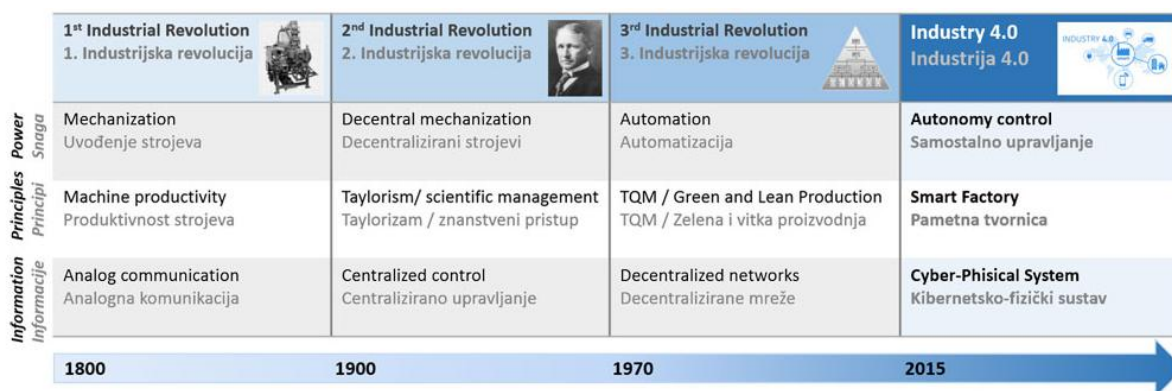 1st Industrial Revolution
1. Industrijska revolucija
2nd Industrial Revolution
2. Industrijska revolucija
3rd Industrial Revolution
3. Industrijska revolucija
Industry 4.0
Industrija 4.0
INDUSTRY 4.0
Power
Snaga
Mechanization
Uvođenje strojeva
Decentral mechanization
Decentralizirani strojevi
Automation
Automatizacija
Autonomy control
Samostalno upravljanje
Principles
Principi
Machine productivity
Produktivnost strojeva
Taylorism/ scientific management
Taylorizam / znanstveni pristup
TQM / Green and Lean Production
TQM / Zelena i vitka proizvodnja
Smart Factory
Pametna tvornica
Information
Informacije
Analog communication
Analogna komunikacija
Centralized control
Centralizirano upravljanje
Decentralized networks
Decentralizirane mreže
Cyber-Phisical System
Kibernetsko-fizički sustav
1800
1900
1970
2015